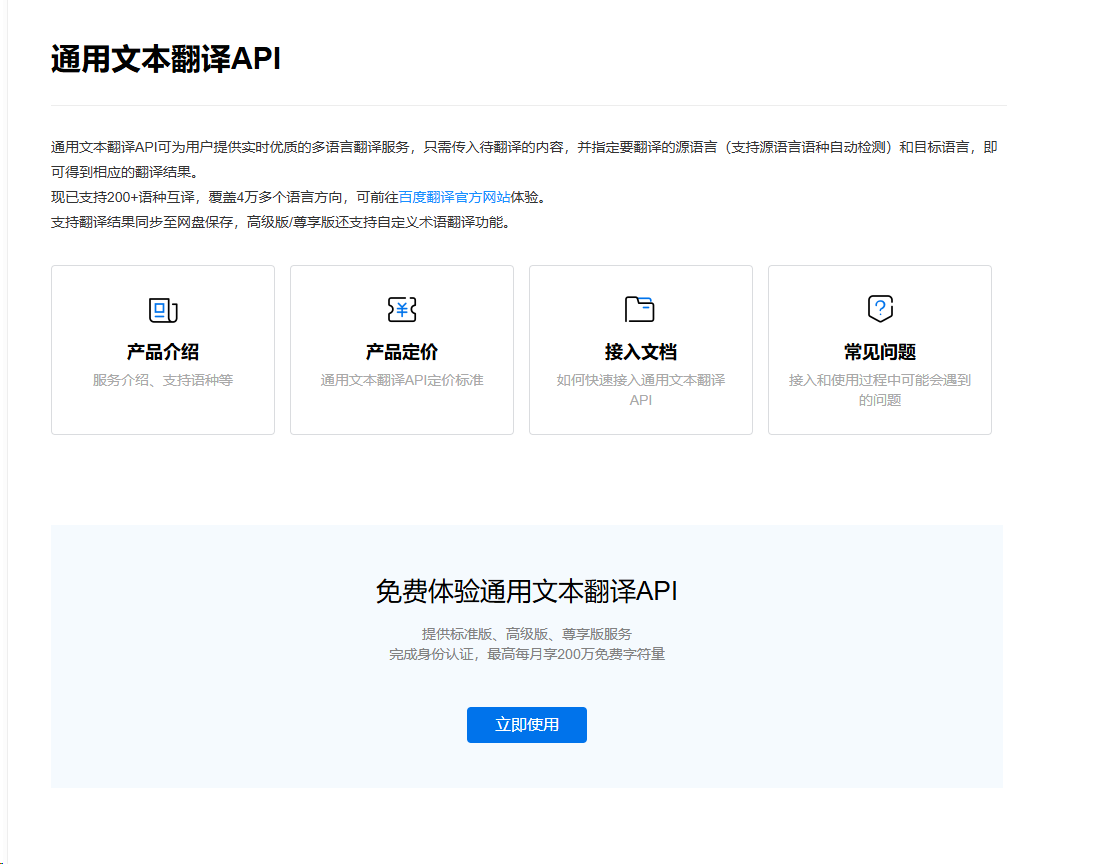 通用文本翻译API
通用文本翻译API可为用户提供实时优质的多语言翻译服务，只需传入待翻译的内容，并指定要翻译的源语言（支持源语言语种自动检测）和目标语言，即
可得到相应的翻译结果。
现已支持200+语种互译，覆盖4万多个语言方向，可前往百度翻译官方网站体验。
支持翻译结果同步至网盘保存，高级版/尊享版还支持自定义术语翻译功能。
产品介绍
服务介绍、支持语种等
产品定价
通用文本翻译API定价标准
接入文档
如何快速接入通用文本翻译
API
常见问题
接入和使用过程中可能会遇到
的问题
免费体验通用文本翻译API
提供标准版、高级版、尊享版服务
完成身份认证，最高每月享200万免费字符量
立即使用